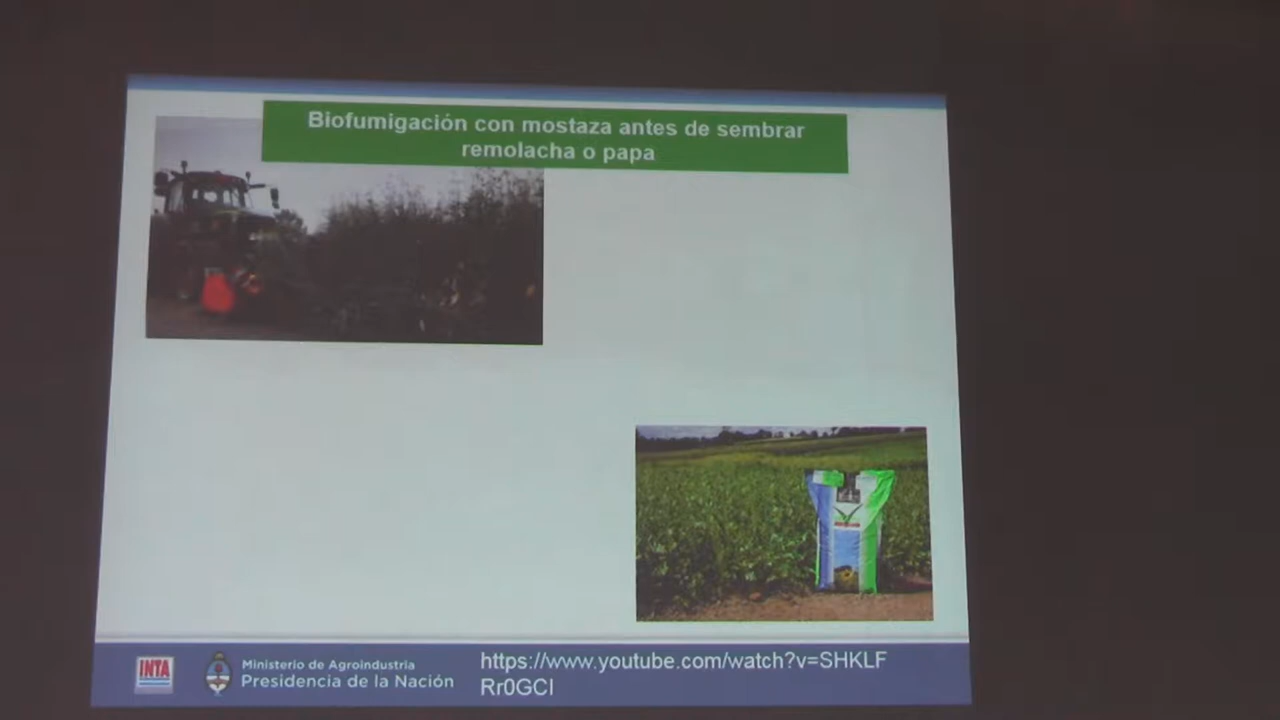 Biofumigación con mostaza antes de sembrar
remolacha o papa
INTA
Ministerio de Agroindustria
Presidencia de la Nación
https://www.youtube.com/watch?v=SHKLF
Rr0GCI